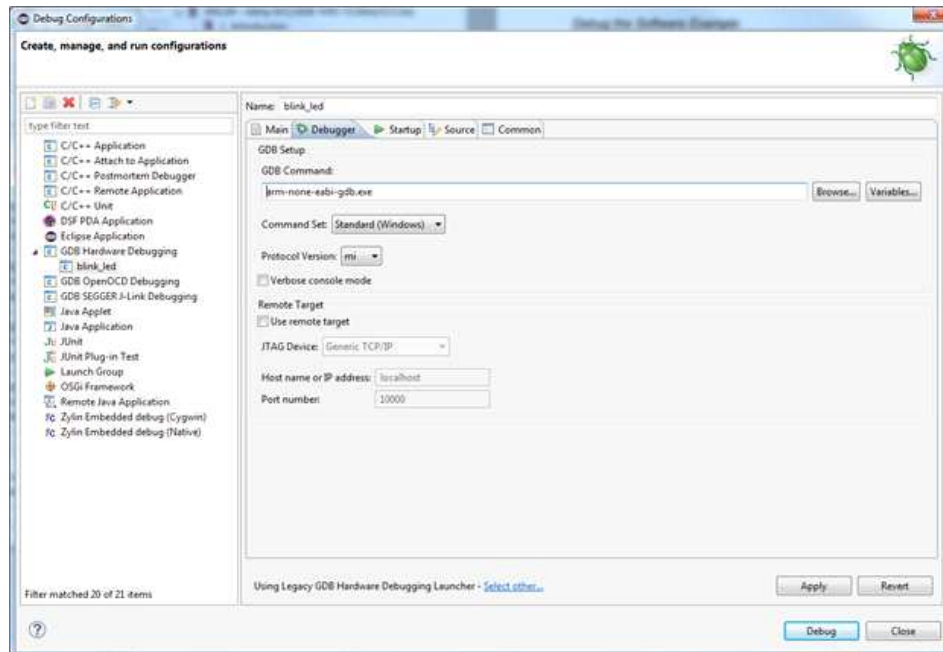 Debug Configurations
Create, manage, and run configurations
type filter text
C/C++ Application
C/C++ Attach to Application
C/C++ Postmortem Debugger
C/C++ Remote Application
C/C++ Unit
DSF PDA Application
Eclipse Application
GDB Hardware Debugging
blink_led
GDB OpenOCD Debugging
GDB SEGGER J-Link Debugging
Java Applet
Java Application
JUnit
JUnit Plug-in Test
Launch Group
OSGi Framework
Remote Java Application
Zylin Embedded debug (Cygwin)
Zylin Embedded debug (Native)
Filter matched 20 of 21 items
Name: blink_led
Main Debugger Startup Source Common
GDB Setup
GDB Command:
arm-none-eabi-gdb.exe Browse... Variables...
Command Set: Standard (Windows)
Protocol Version: mi
Verbose console mode
Remote Target
Use remote target
JTAG Device: Generic TCP/IP
Host name or IP address: localhost
Port number: 10000
Using Legacy GDB Hardware Debugging Launcher - Select other...
Apply Revert
Debug Close